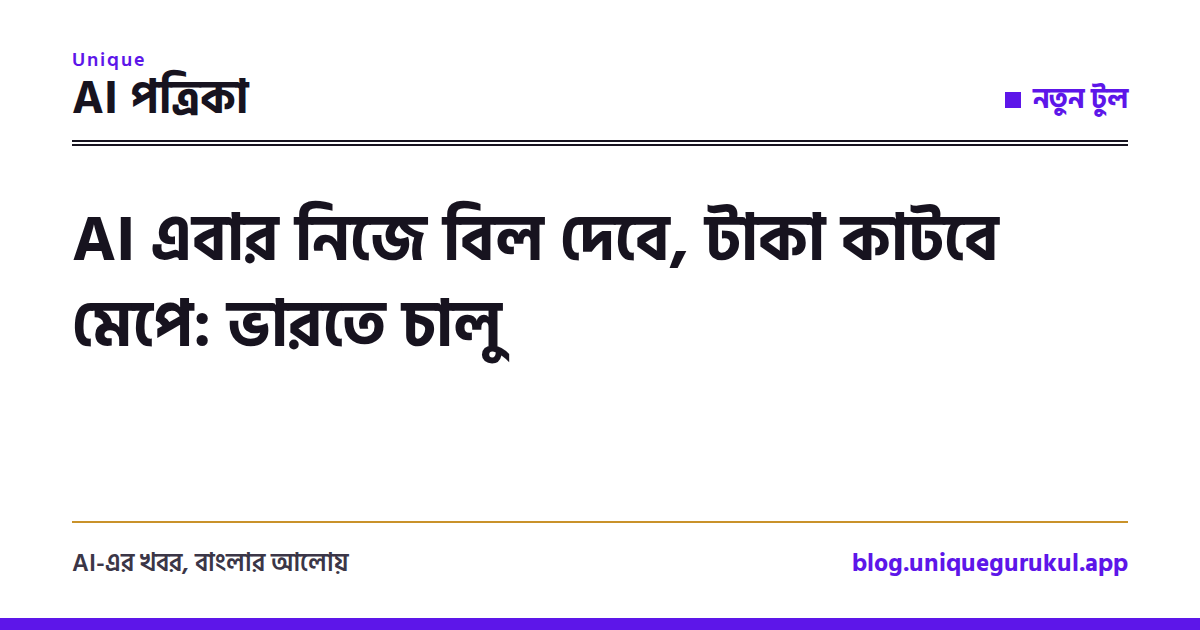 Unique
AI পত্রিকা
নতুন টুল
AI এবার নিজে বিল দেবে, টাকা কাটবে
মেপে: ভারতে চালু
AI-এর খবর, বাংলার আলোয়
blog.uniquegurukul.app